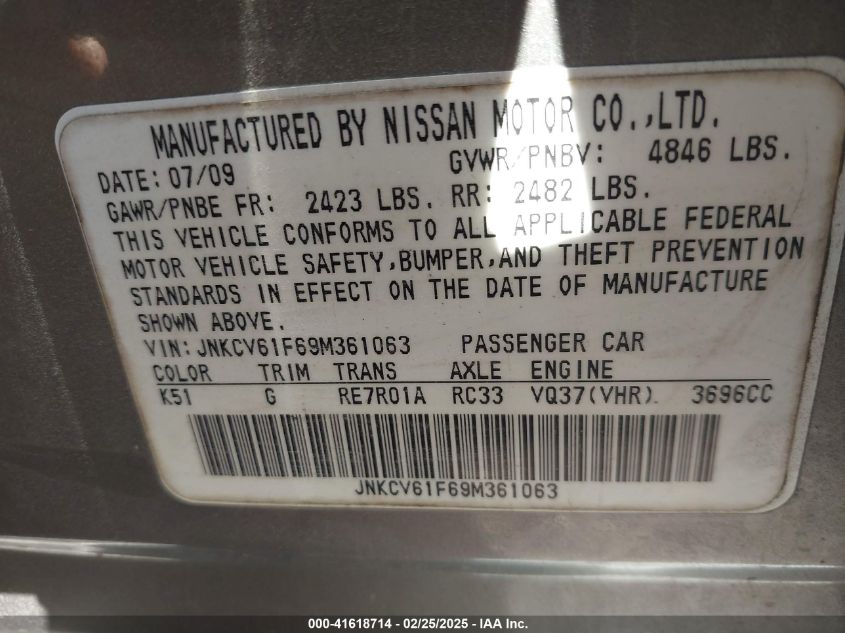 MANUFACTURED BY NISSAN MOTOR CO.,LTD.
DATE: 07/09 GVWR/PNBV: 4846 LBS.
GAWR/PNBE FR: 2423 LBS. RR: 2482 LBS.
THIS VEHICLE CONFORMS TO ALL APPLICABLE FEDERAL
MOTOR VEHICLE SAFETY,BUMPER,AND THEFT PREVENTION
STANDARDS IN EFFECT ON THE DATE OF MANUFACTURE
SHOWN ABOVE.
VIN: JNKCV61F69M361063 PASSENGER CAR
COLOR TRIM TRANS AXLE ENGINE
K51 G RE7R01A RC33 VQ37(VHR). 3696CC
JNKCV61F69M361063
000-41618714 - 02/25/2025 - IAA Inc.